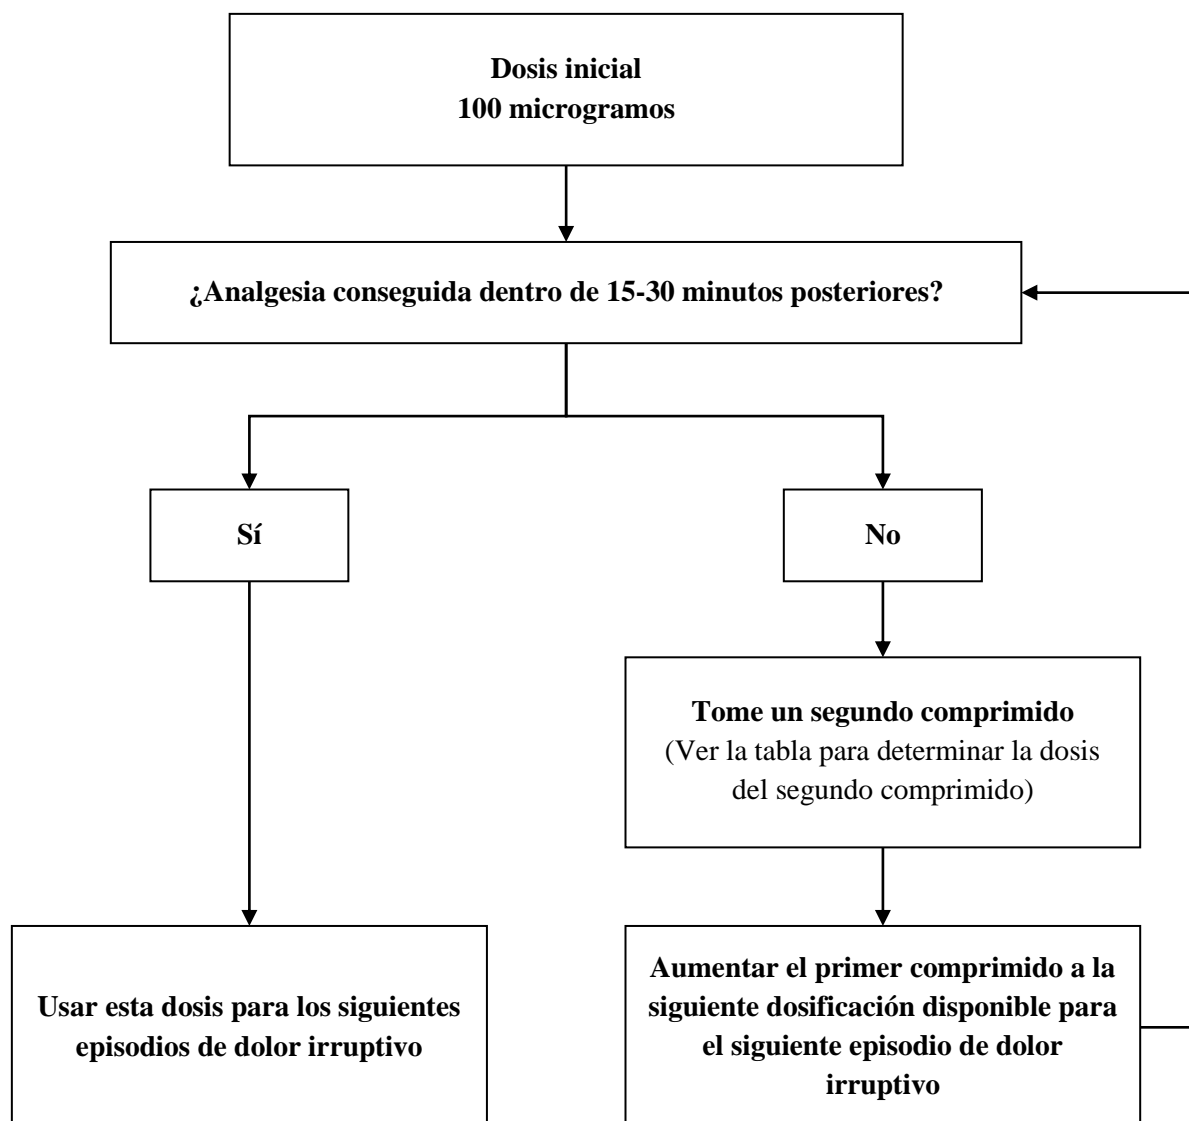 Dosis inicial
100 microgramos
¿Analgesia conseguida dentro de 15-30 minutos posteriores?
Sí
No
Tome un segundo comprimido
(Ver la tabla para determinar la dosis
del segundo comprimido)
Usar esta dosis para los siguientes
episodios de dolor irruptivo
Aumentar el primer comprimido a la
siguiente dosificación disponible para
el siguiente episodio de dolor
irruptivo